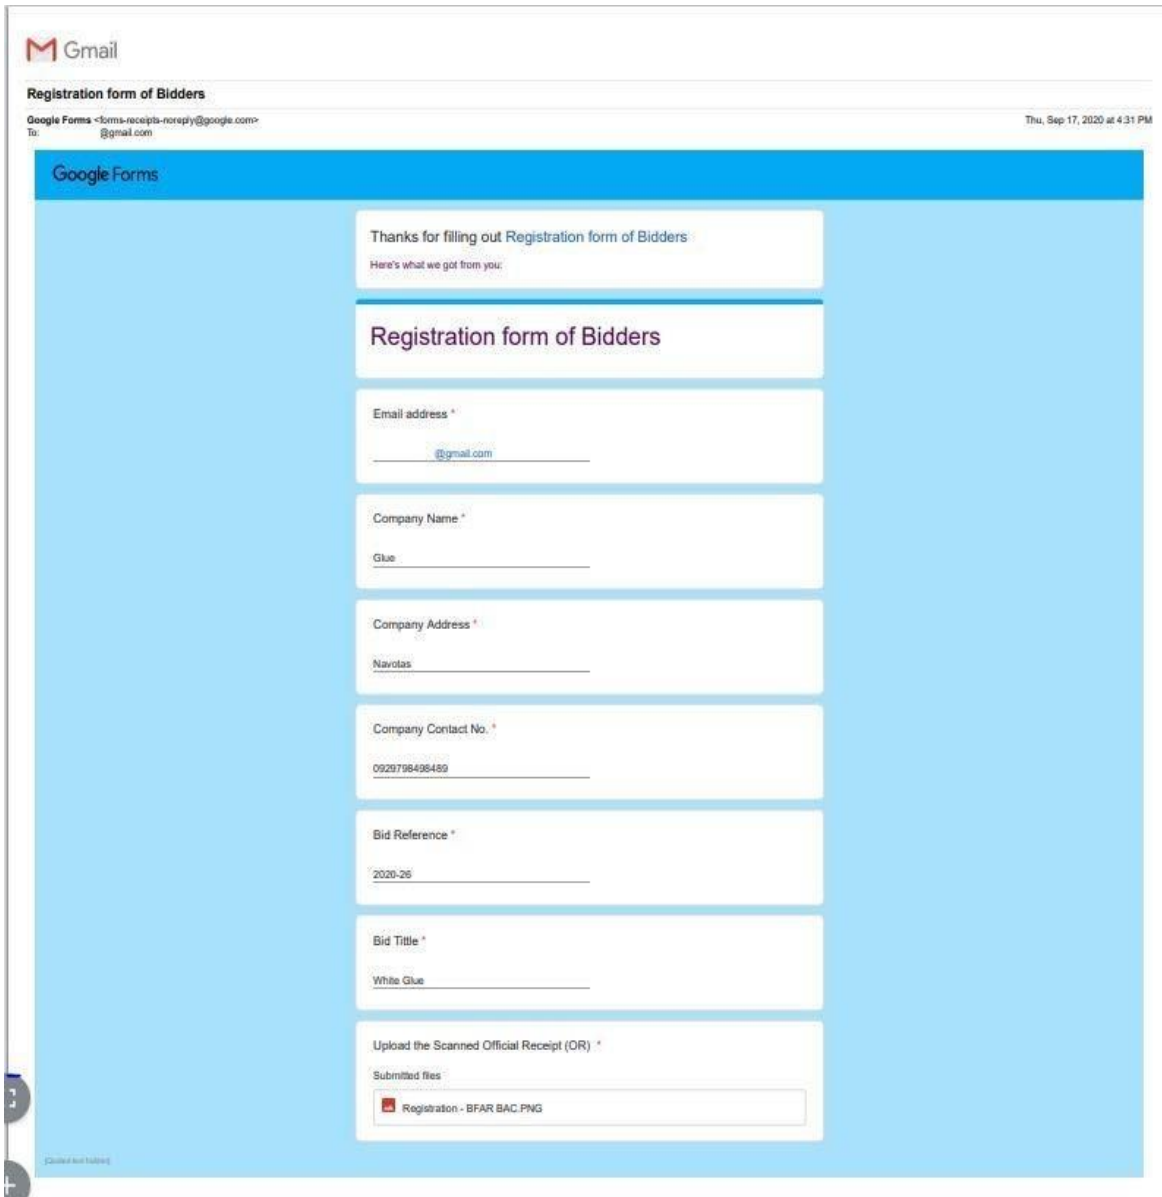 Gmail
Registration form of Bidders
Google Forms <forms-receipts-noreply@google.com>
Thu, Sep 17, 2020 at 4:31 PM
To: @gmail.com
Google Forms
Thanks for filling out Registration form of Bidders
Here's what we got from you:
Registration form of Bidders
Email address *
@gmail.com
Company Name *
Glue
Company Address *
Navotas
Company Contact No. *
0929798498489
Bid Reference *
2020-26
Bid Tittle *
White Glue
Upload the Scanned Official Receipt (OR) *
Submitted files
Registration - BFAR BAC.PNG
[Quoted text hidden]